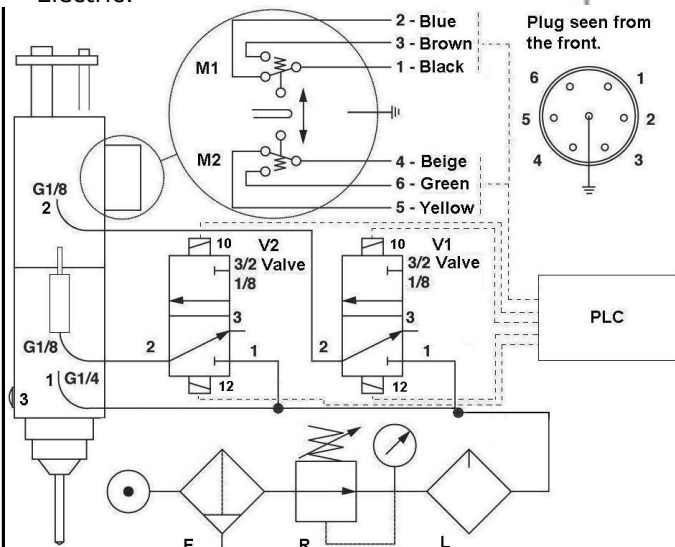 Electric.
2 - Blue
3 - Brown
1 - Black
M1
M2
4 - Beige
6 - Green
5 - Yellow
Plug seen from
the front.
6
1
5
2
4
3
G1/8
2
10
V2
3/2 Valve
1/8
3
2
1
12
10
V1
3/2 Valve
1/8
3
2
1
12
PLC
G1/8
1
G1/4
3
F
R
L